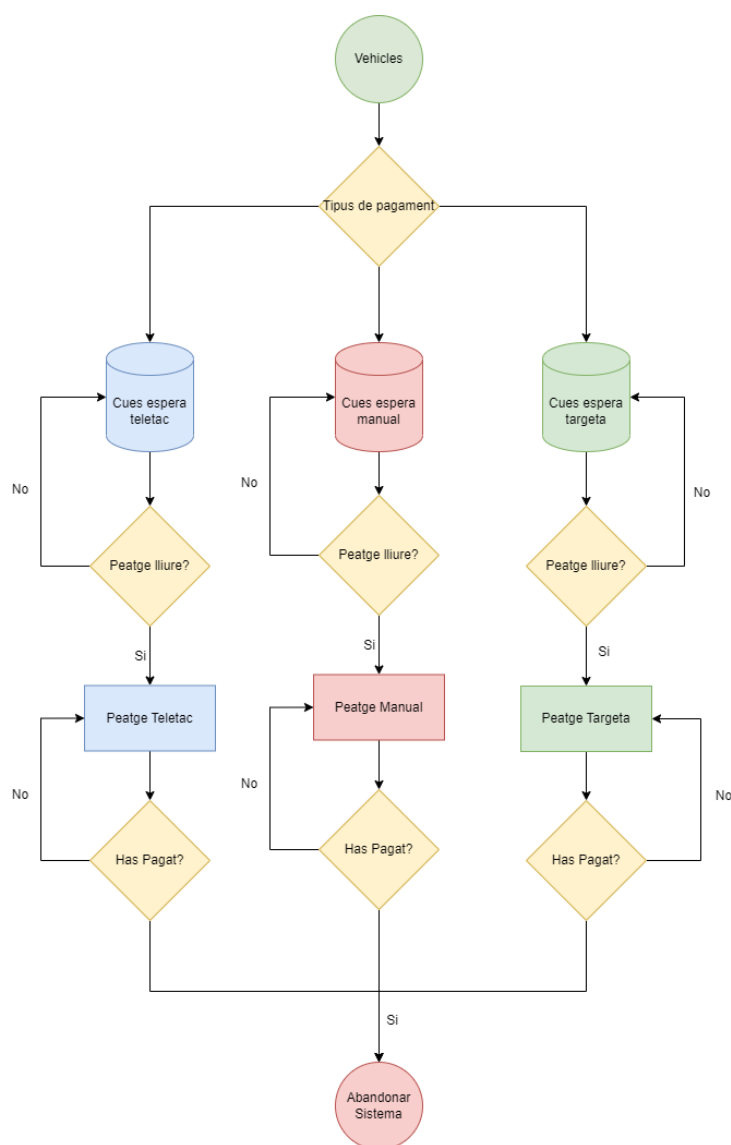 Vehicles
Tipus de pagament
Cues espera
teletac
Cues espera
manual
Cues espera
targeta
No
No
No
Peatge lliure?
Peatge lliure?
Peatge lliure?
Si
Si
Si
Peatge Teletac
Peatge Manual
Peatge Targeta
No
No
No
Has Pagat?
Has Pagat?
Has Pagat?
Si
Abandonar
Sistema